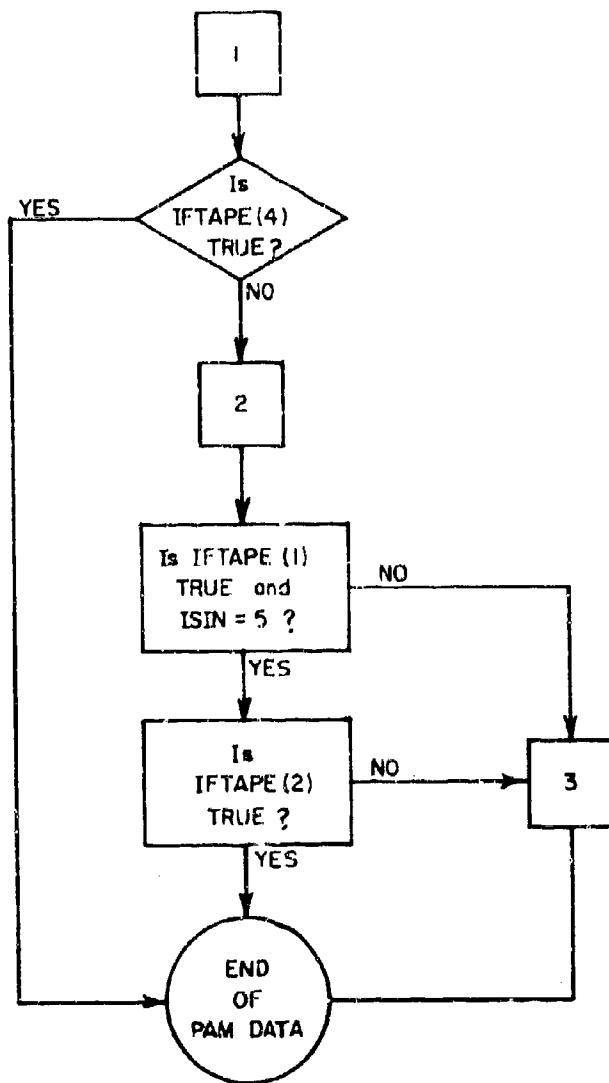 1
Is
IFTAPE(4)
TRUE?
YES
NO
2
Is IFTAPE (1)
TRUE and
ISIN = 5 ?
NO
YES
Is
IFTAPE(2)
TRUE ?
NO
3
YES
END
OF
PAM DATA